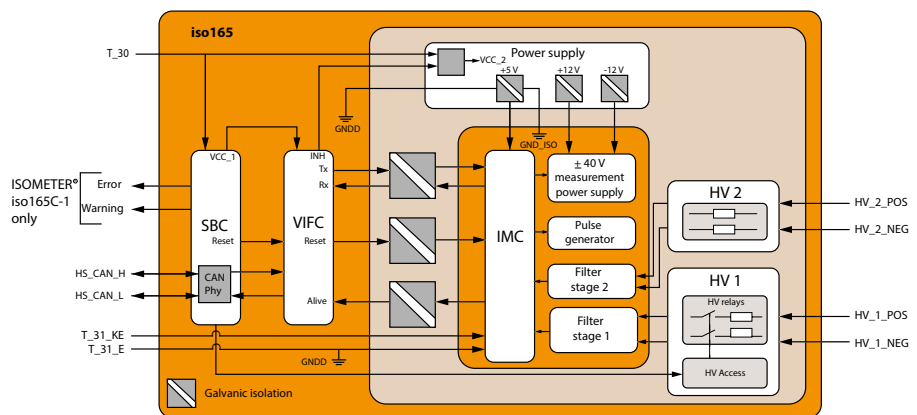 iso165
T_30
Power supply
VCC_2
+5 V
+12 V
-12 V
GNDD
GND_ISO
VCC_1
INH
Tx
Rx
± 40 V
measurement
power supply
ISOMETER®
iso165C-1
only
Error
Warning
SBC
VIFC
IMC
Reset
Reset
Pulse
generator
HV 2
HV_2_POS
HV_2_NEG
CAN
Phy
HS_CAN_H
HS_CAN_L
Alive
Filter
stage 2
Filter
stage 1
HV 1
HV relays
HV_1_POS
HV_1_NEG
T_31_KE
T_31_E
GNDD
HV Access
Galvanic isolation